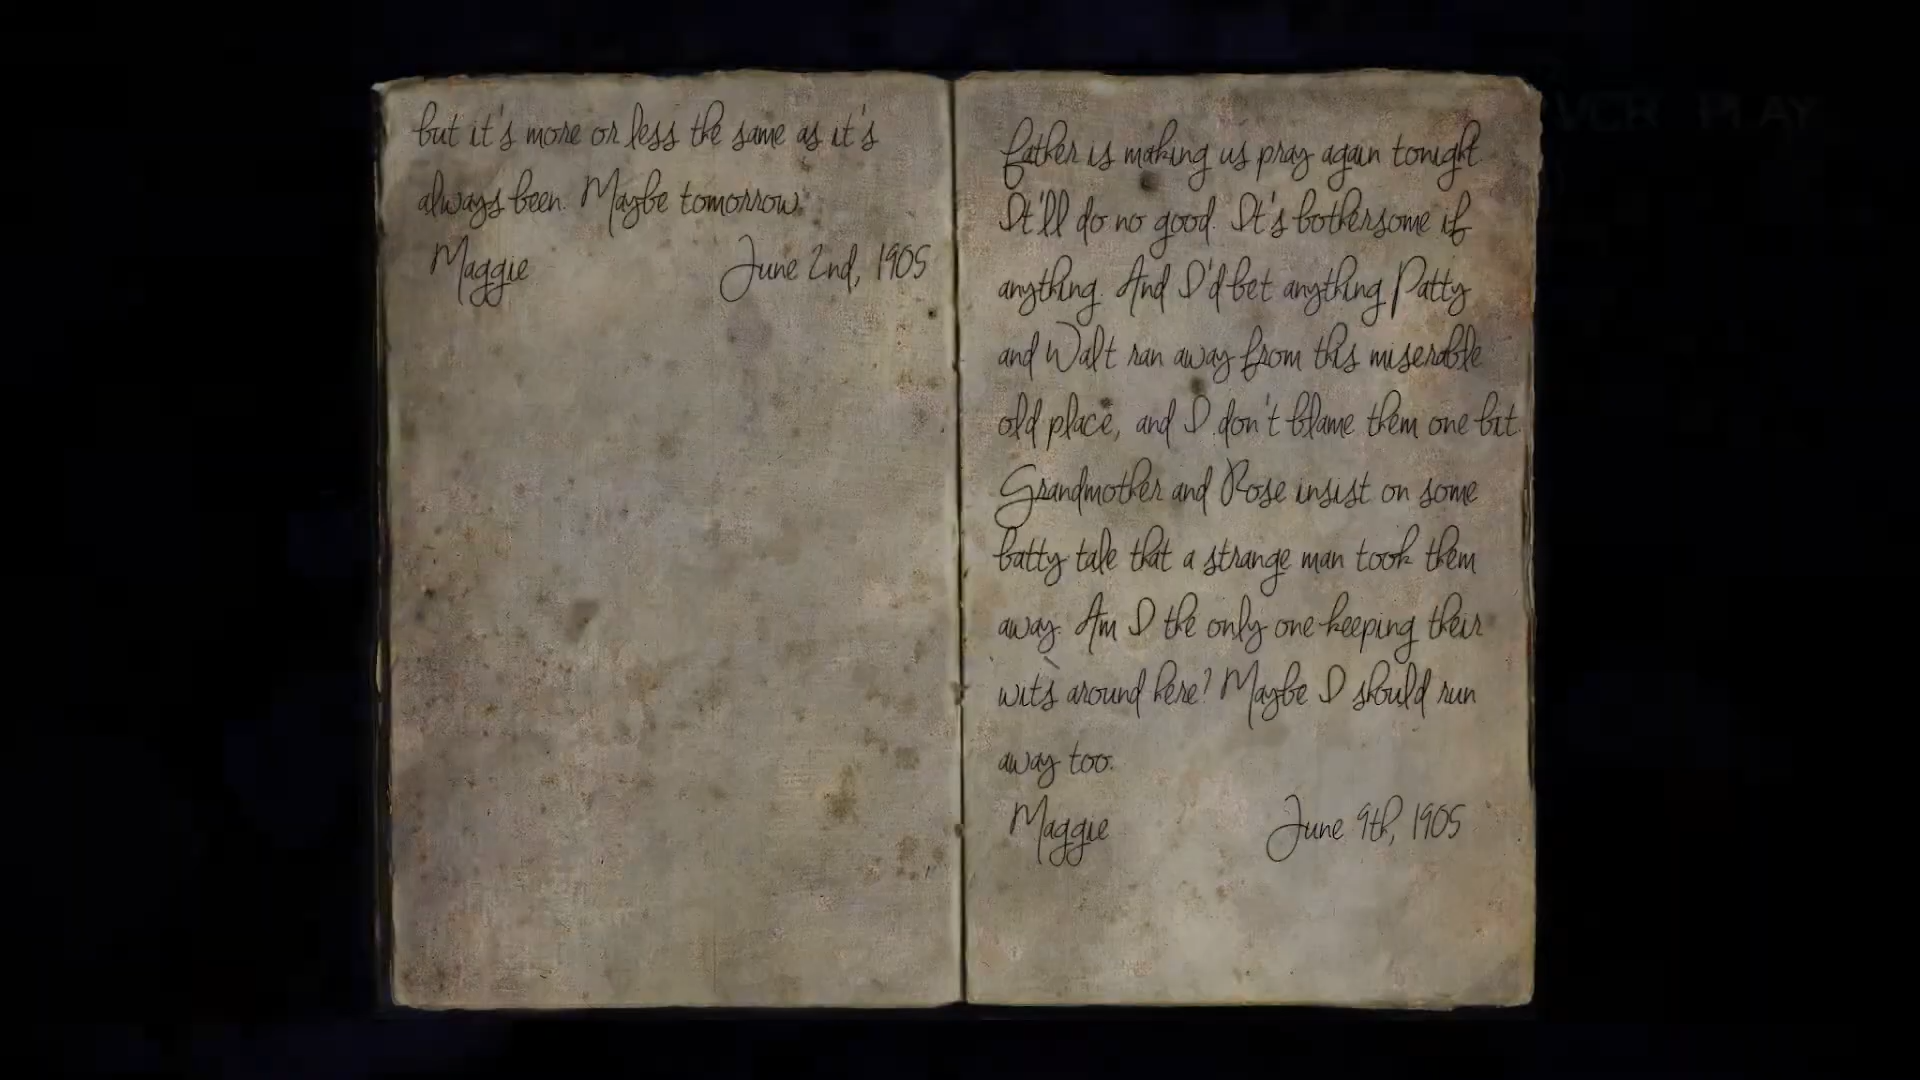 but it's more or less the same as it's
always been. Maybe tomorrow.
Maggie June 2nd, 1905
Father is making us pray again tonight.
It'll do no good. It's bothersome if
anything. And I'd bet anything Patty
and Walt ran away from this miserable
old place, and I don't blame them one bit.
Grandmother and Rose insist on some
batty tale that a strange man took them
away. Am I the only one keeping their
wits around here? Maybe I should run
away too.
Maggie June 9th, 1905
VCR PLAY